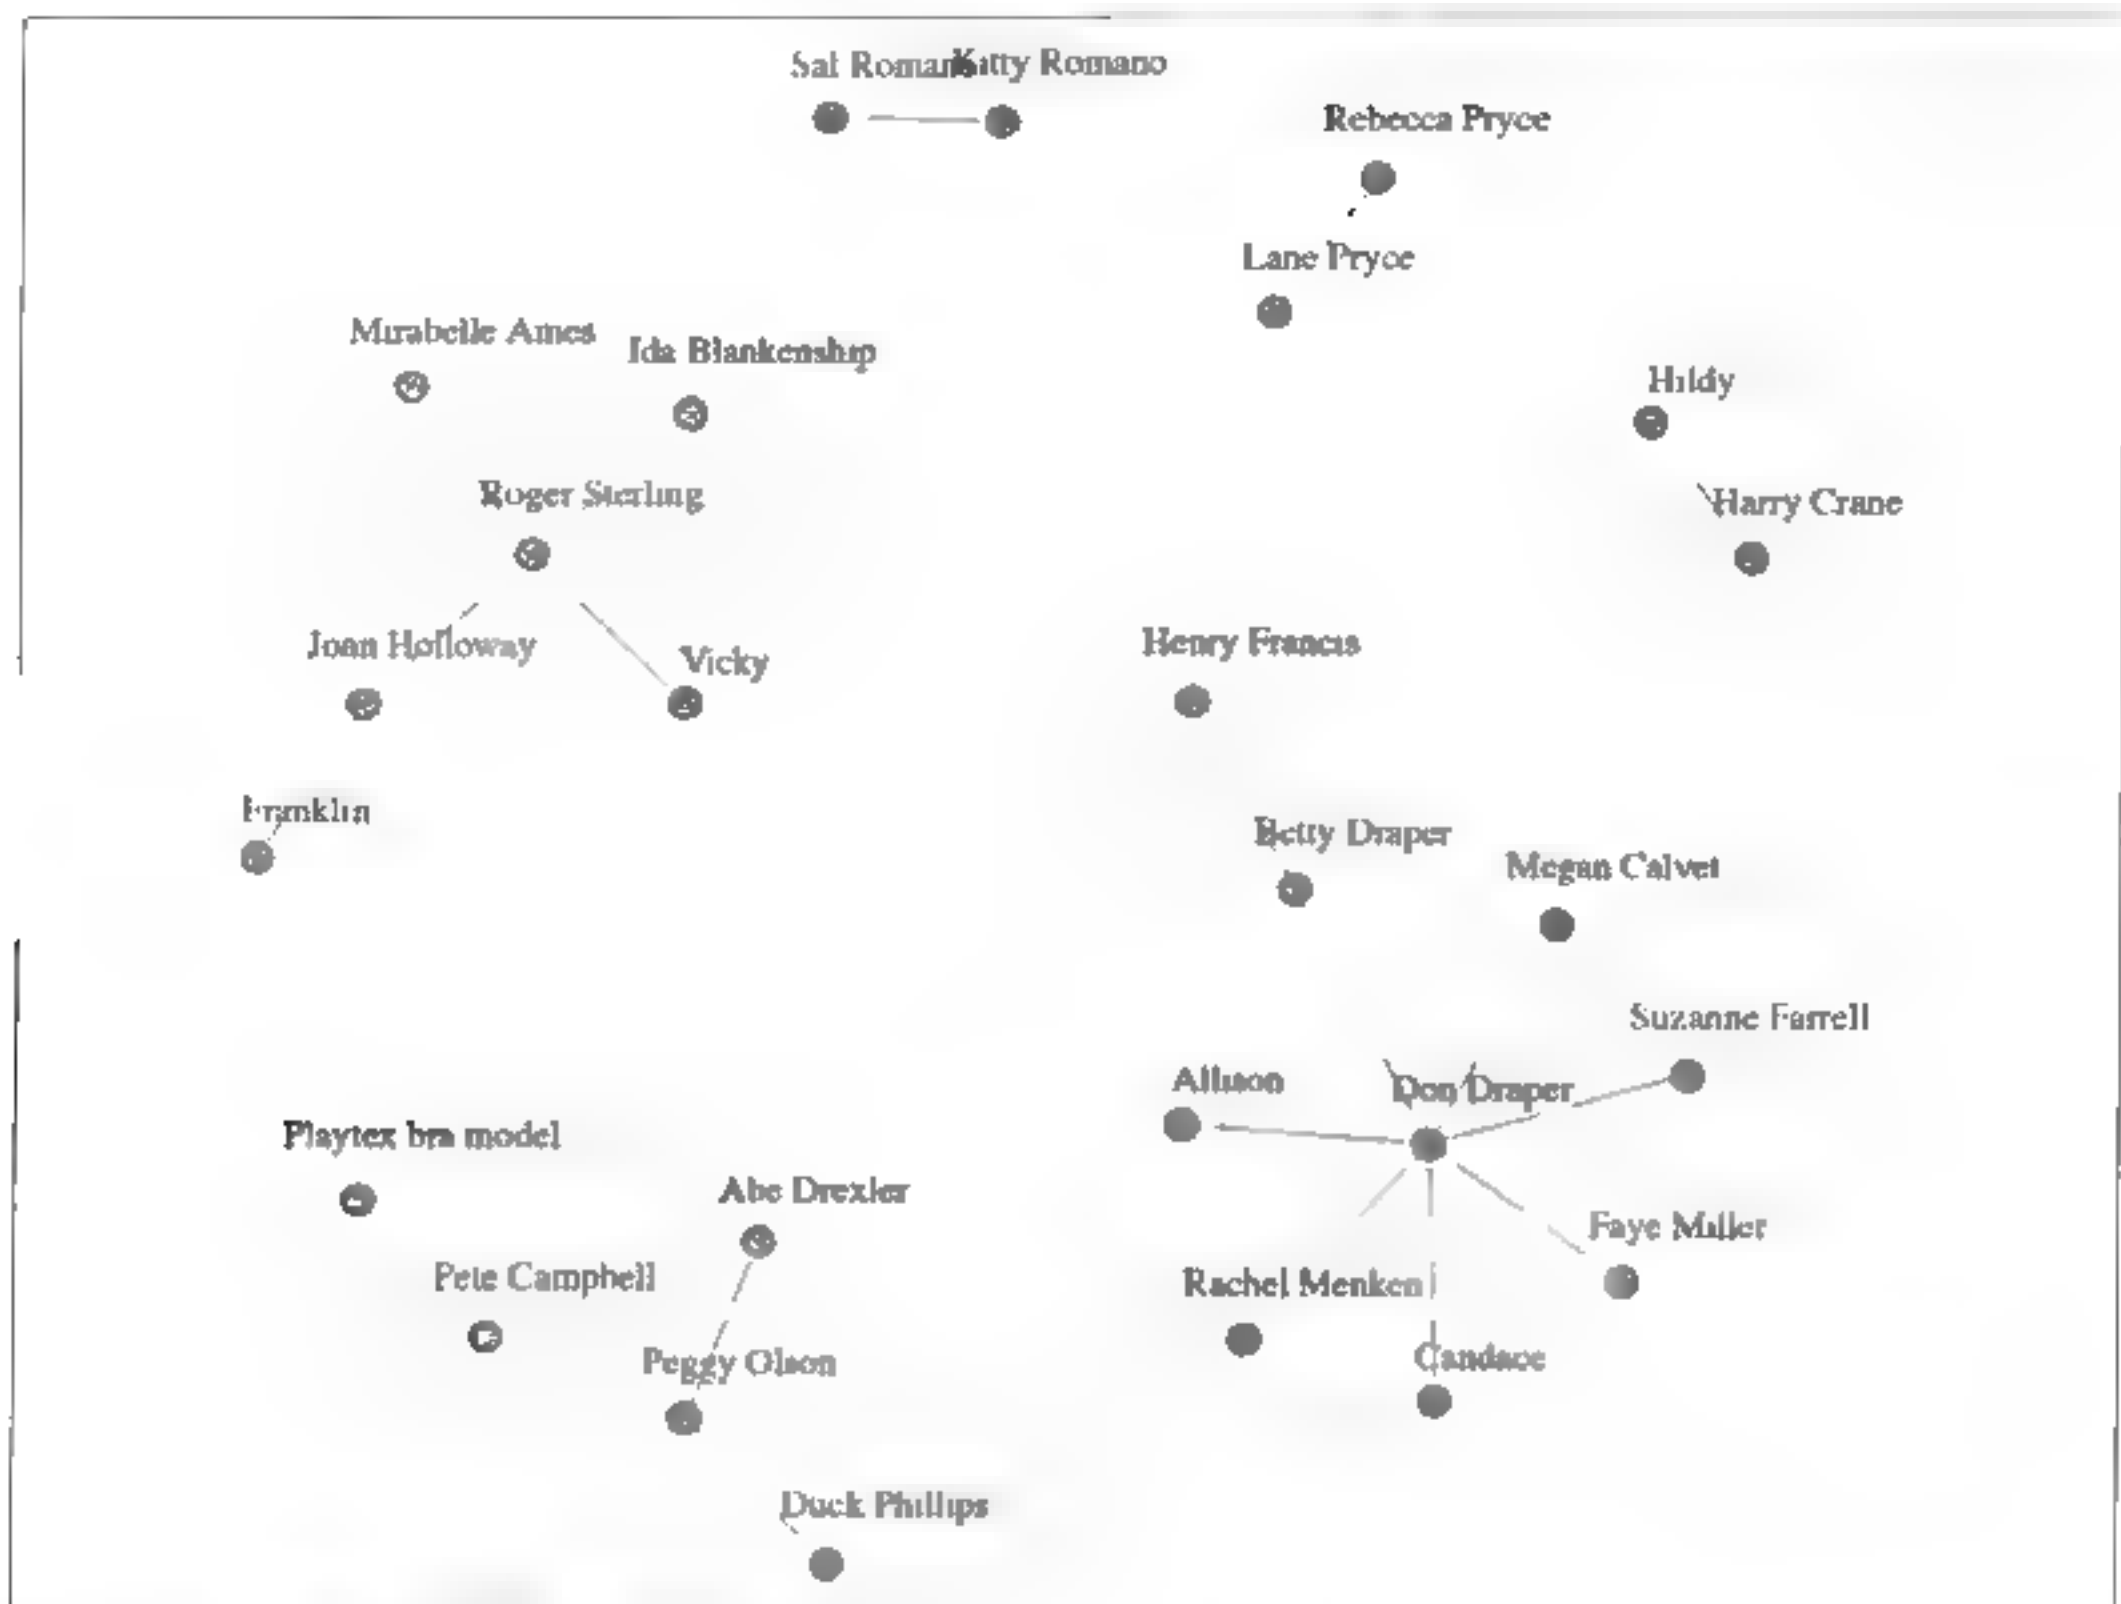 Sal Romano
Kitty Romano
Rebecca Pryce
Lane Pryce
Mirabelle Ames
Ida Blankenship
Hildy
Roger Sterling
Harry Crane
Joan Holloway
Vicky
Henry Francis
Franklin
Betty Draper
Megan Calvet
Suzanne Farrell
Allison
Don Draper
Playtex bra model
Abe Drexler
Faye Miller
Pete Campbell
Rachel Menken
Peggy Olson
Candace
Duck Phillips